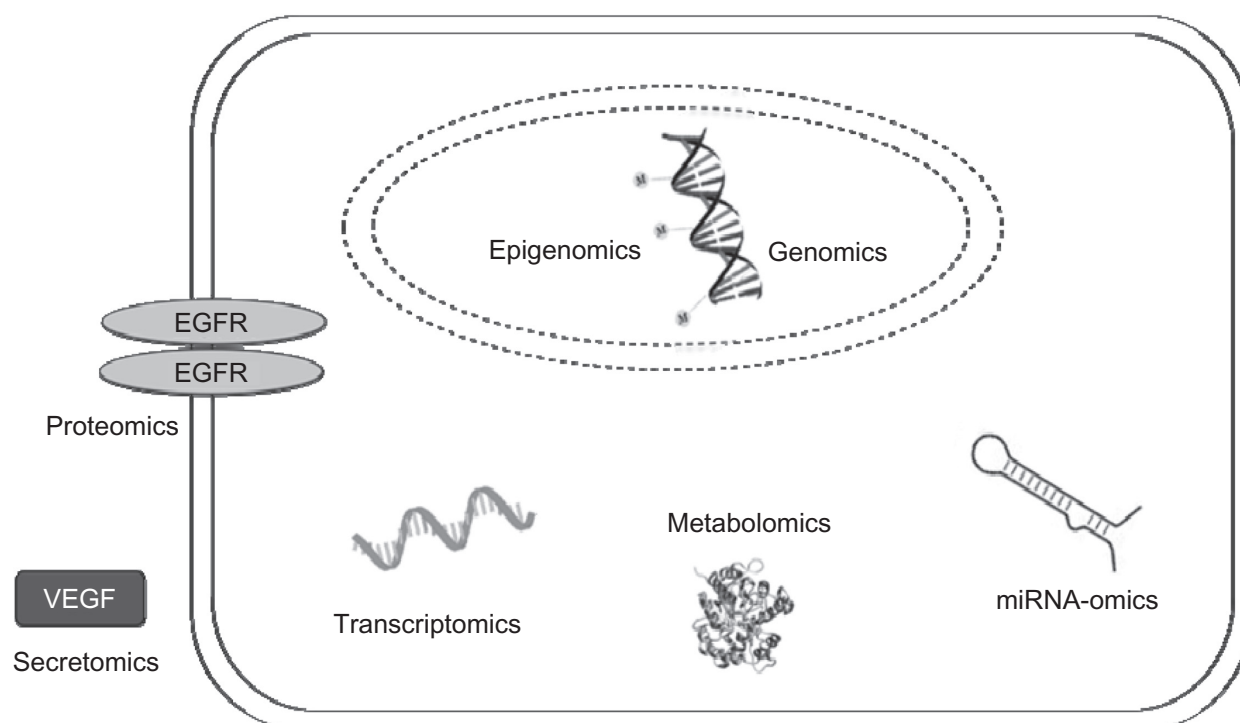 M
M
Epigenomics
Genomics
M
EGFR
EGFR
Proteomics
Metabolomics
VEGF
Transcriptomics
miRNA-omics
Secretomics